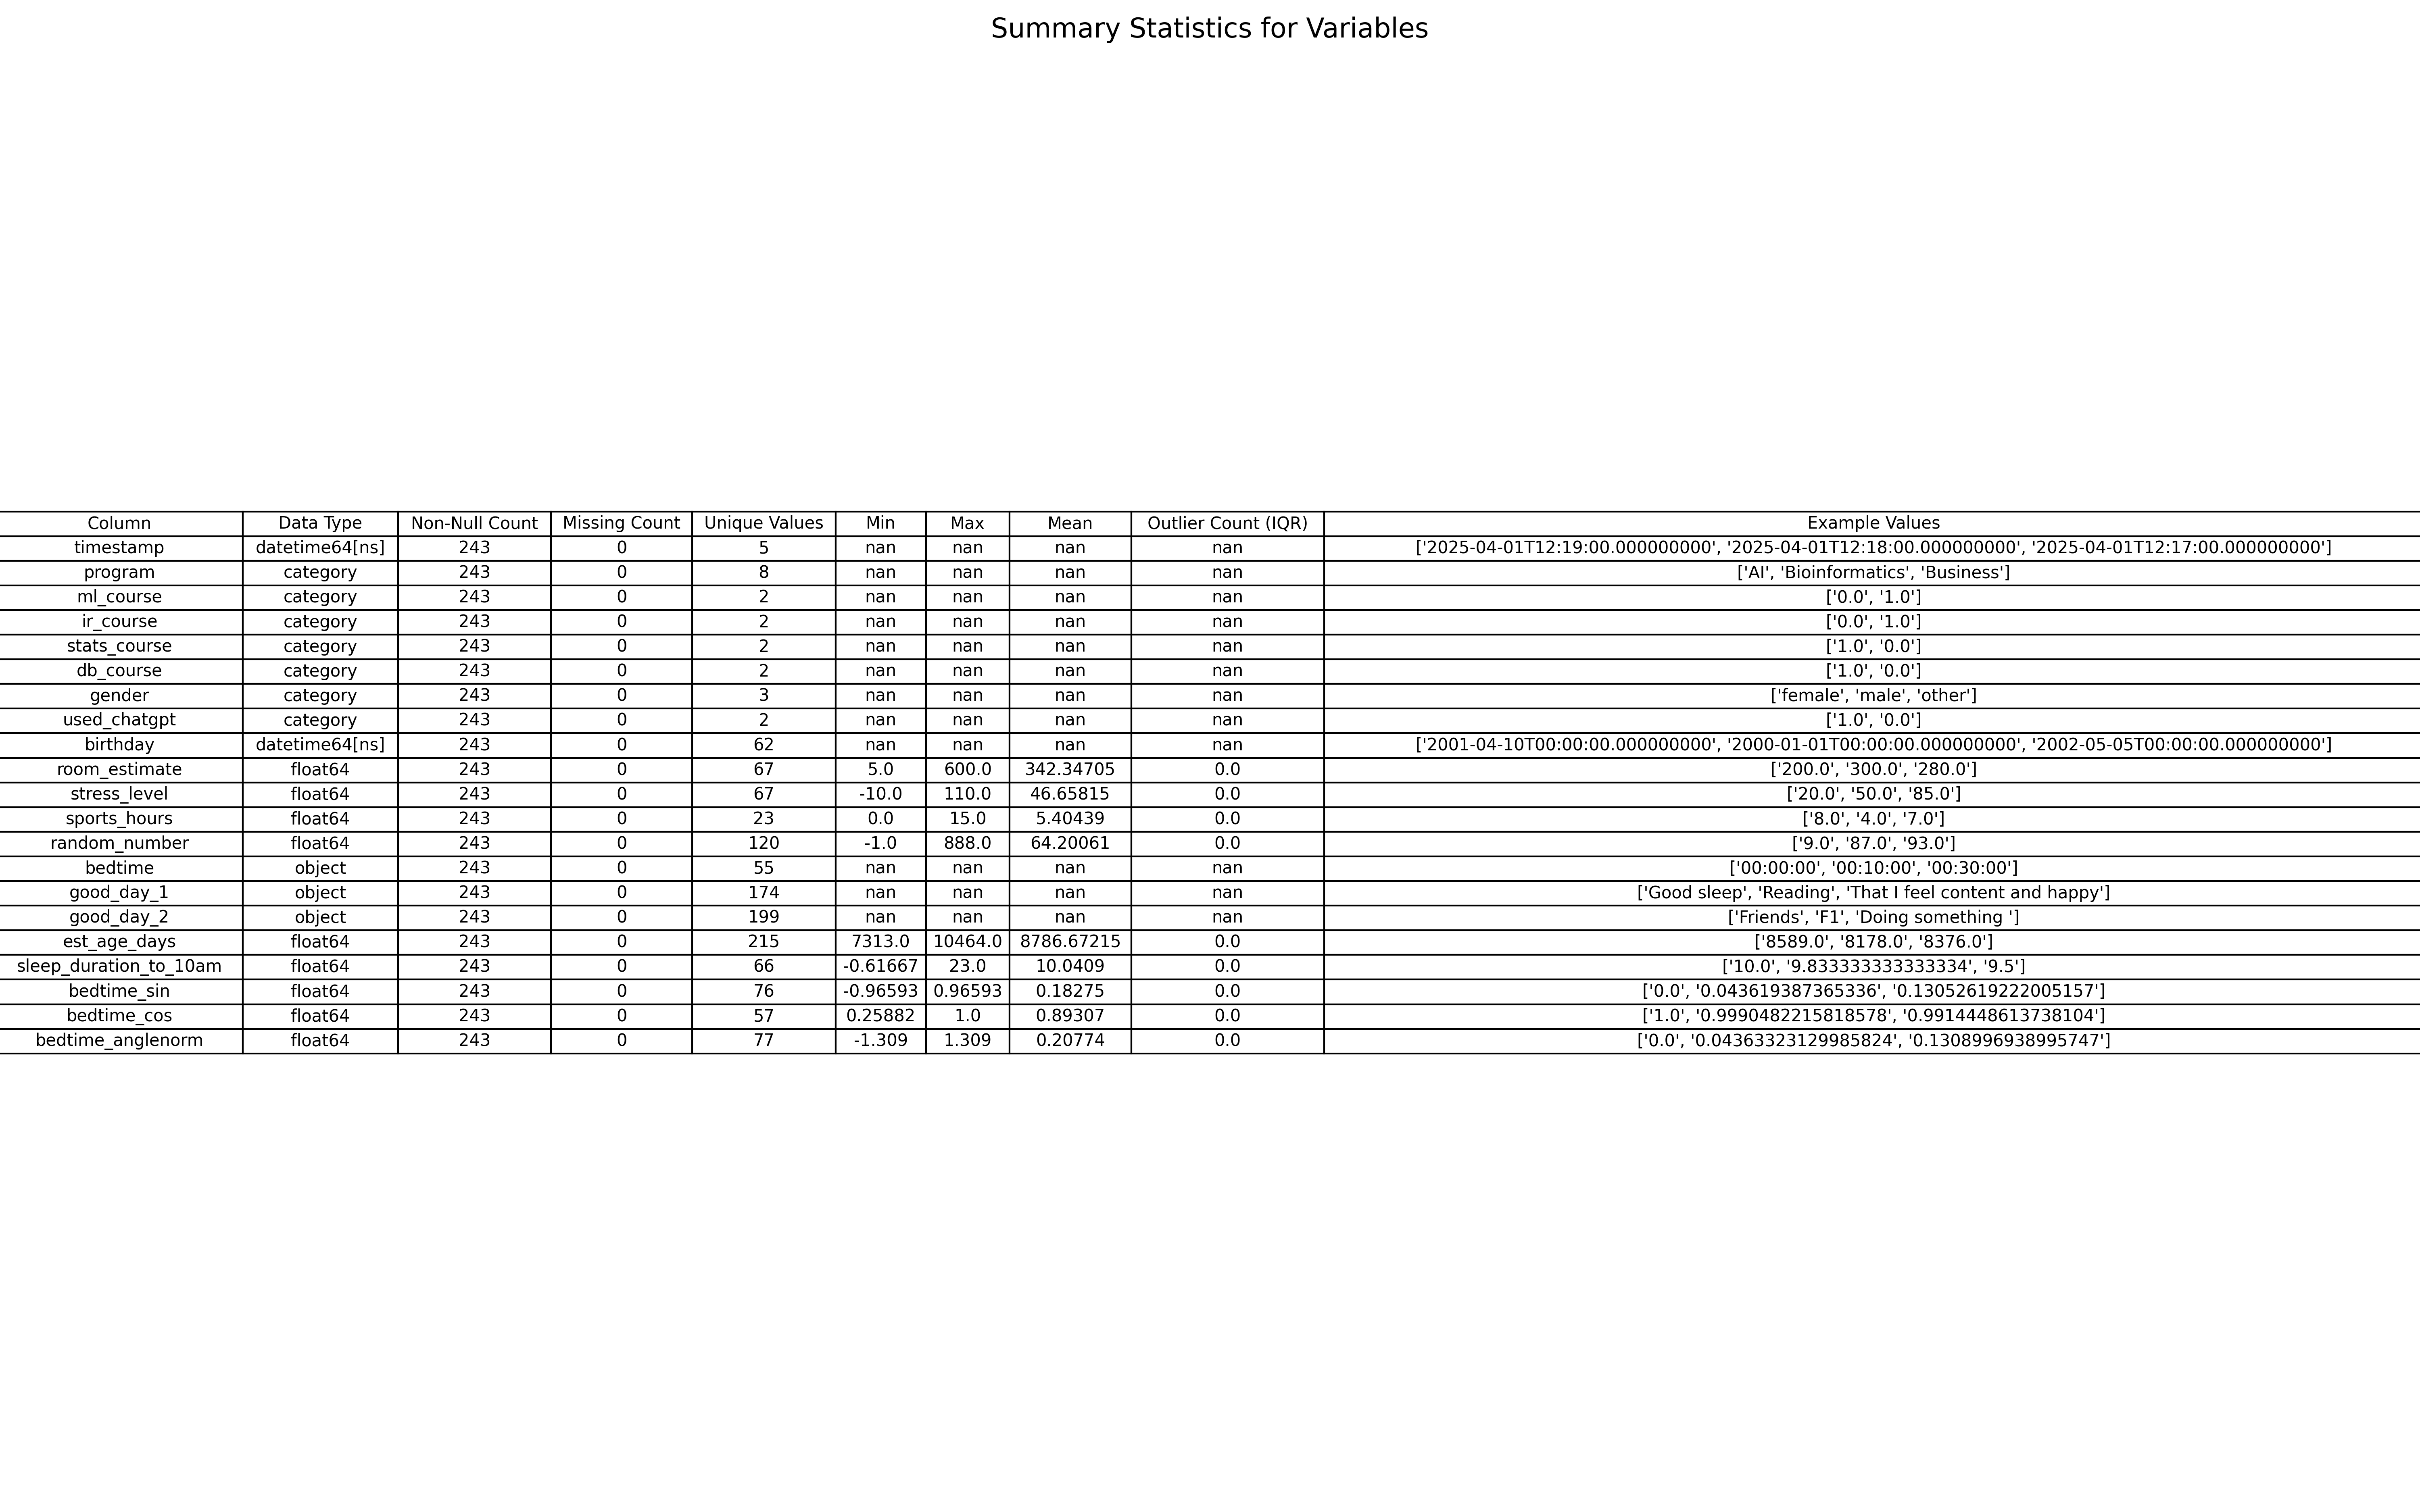 Summary Statistics for Variables
Column Data Type Non-Null Count Missing Count Unique Values Min Max Mean Outlier Count (IQR) Example Values
timestamp datetime64[ns] 243 0 5 nan nan nan nan ['2025-04-01T12:19:00.000000000', '2025-04-01T12:18:00.000000000', '2025-04-01T12:17:00.000000000']
program category 243 0 8 nan nan nan nan ['AI', 'Bioinformatics', 'Business']
ml_course category 243 0 2 nan nan nan nan ['0.0', '1.0']
ir_course category 243 0 2 nan nan nan nan ['0.0', '1.0']
stats_course category 243 0 2 nan nan nan nan ['1.0', '0.0']
db_course category 243 0 2 nan nan nan nan ['1.0', '0.0']
gender category 243 0 3 nan nan nan nan ['female', 'male', 'other']
used_chatgpt category 243 0 2 nan nan nan nan ['1.0', '0.0']
birthday datetime64[ns] 243 0 62 nan nan nan nan ['2001-04-10T00:00:00.000000000', '2000-01-01T00:00:00.000000000', '2002-05-05T00:00:00.000000000']
room_estimate float64 243 0 67 5.0 600.0 342.34705 0.0 ['200.0', '300.0', '280.0']
stress_level float64 243 0 67 -10.0 110.0 46.65815 0.0 ['20.0', '50.0', '85.0']
sports_hours float64 243 0 23 0.0 15.0 5.40439 0.0 ['8.0', '4.0', '7.0']
random_number float64 243 0 120 -1.0 888.0 64.20061 0.0 ['9.0', '87.0', '93.0']
bedtime object 243 0 55 nan nan nan nan ['00:00:00', '00:10:00', '00:30:00']
good_day_1 object 243 0 174 nan nan nan nan ['Good sleep', 'Reading', 'That I feel content and happy']
good_day_2 object 243 0 199 nan nan nan nan ['Friends', 'F1', 'Doing something ']
est_age_days float64 243 0 215 7313.0 10464.0 8786.67215 0.0 ['8589.0', '8178.0', '8376.0']
sleep_duration_to_10am float64 243 0 66 -0.61667 23.0 10.0409 0.0 ['10.0', '9.833333333333334', '9.5']
bedtime_sin float64 243 0 76 -0.96593 0.96593 0.18275 0.0 ['0.0', '0.043619387365336', '0.13052619222005157']
bedtime_cos float64 243 0 57 0.25882 1.0 0.89307 0.0 ['1.0', '0.9990482215818578', '0.9914448613738104']
bedtime_anglenorm float64 243 0 77 -1.309 1.309 0.20774 0.0 ['0.0', '0.04363323129985824', '0.1308996938995747']